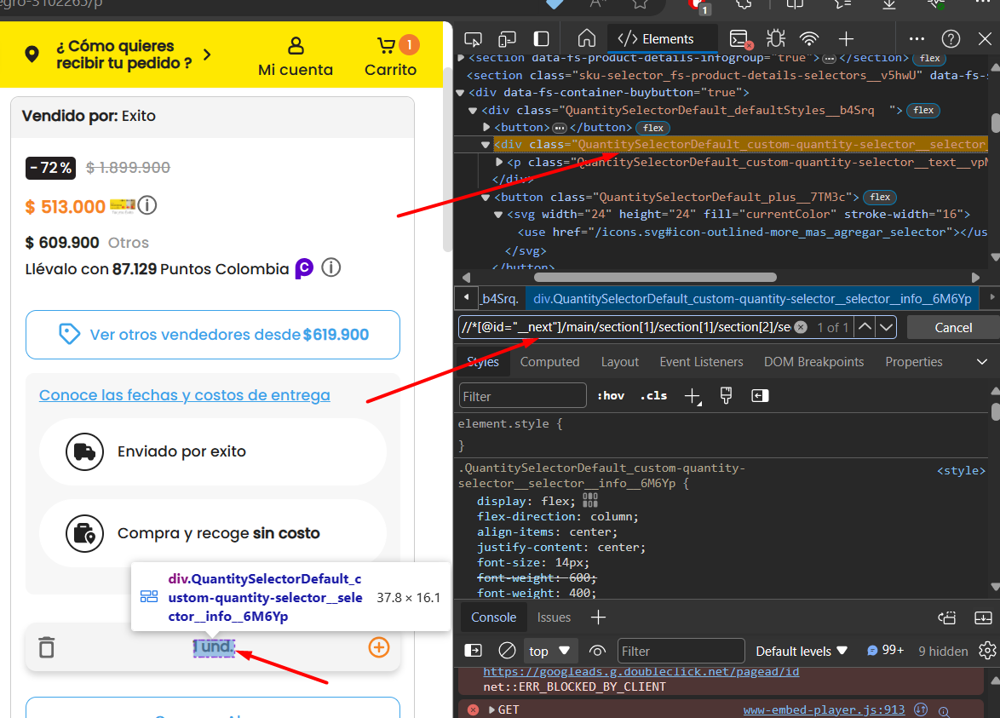 egro-3102265/p
1
¿ Cómo quieres
recibir tu pedido ?
Mi cuenta
1
Carrito
Vendido por: Exito
- 72 %
$ 1.899.900
$ 513.000
$ 609.900 Otros
Llévalo con 87.129 Puntos Colombia
Ver otros vendedores desde $619.900
Conoce las fechas y costos de entrega
Enviado por exito
Compra y recoge sin costo
div.QuantitySelectorDefault_c
ustom-quantity-selector__sele
ctor__info__6M6Yp
37.8 × 16.1
1 und.
</> Elements
<section data-fs-product-details-infogroup="true">…</section> flex
<section class="sku-selector_fs-product-details-selectors__v5hwU" data-fs-s
<div data-fs-container-buybutton="true">
<div class="QuantitySelectorDefault_defaultStyles__b4Srq "> flex
<button>…</button> flex
<div class="QuantitySelectorDefault_custom-quantity-selector__selector
<p class="QuantitySelectorDefault_custom-quantity-selector__text__vpM
</div>
<button class="QuantitySelectorDefault_plus__7TM3c"> flex
<svg width="24" height="24" fill="currentColor" stroke-width="16">
<use href="/icons.svg#icon-outlined-more_mas_agregar_selector"></us
</svg>
</button>
_b4Srq. div.QuantitySelectorDefault_custom-quantity-selector__selector__info__6M6Yp
//*[@id="__next"]/main/section[1]/section[1]/section[2]/se 1 of 1 Cancel
Styles Computed Layout Event Listeners DOM Breakpoints Properties
Filter :hov .cls
element.style {
}
.QuantitySelectorDefault_custom-quantity- <style>
selector__selector__info__6M6Yp {
display: flex;
flex-direction: column;
align-items: center;
justify-content: center;
font-size: 14px;
font-weight: 600;
font-weight: 400;
Console Issues
top Filter Default levels 99+ 9 hidden
https://googleads.g.doubleclick.net/pagead/id
net::ERR_BLOCKED_BY_CLIENT
GET www-embed-player.js:913